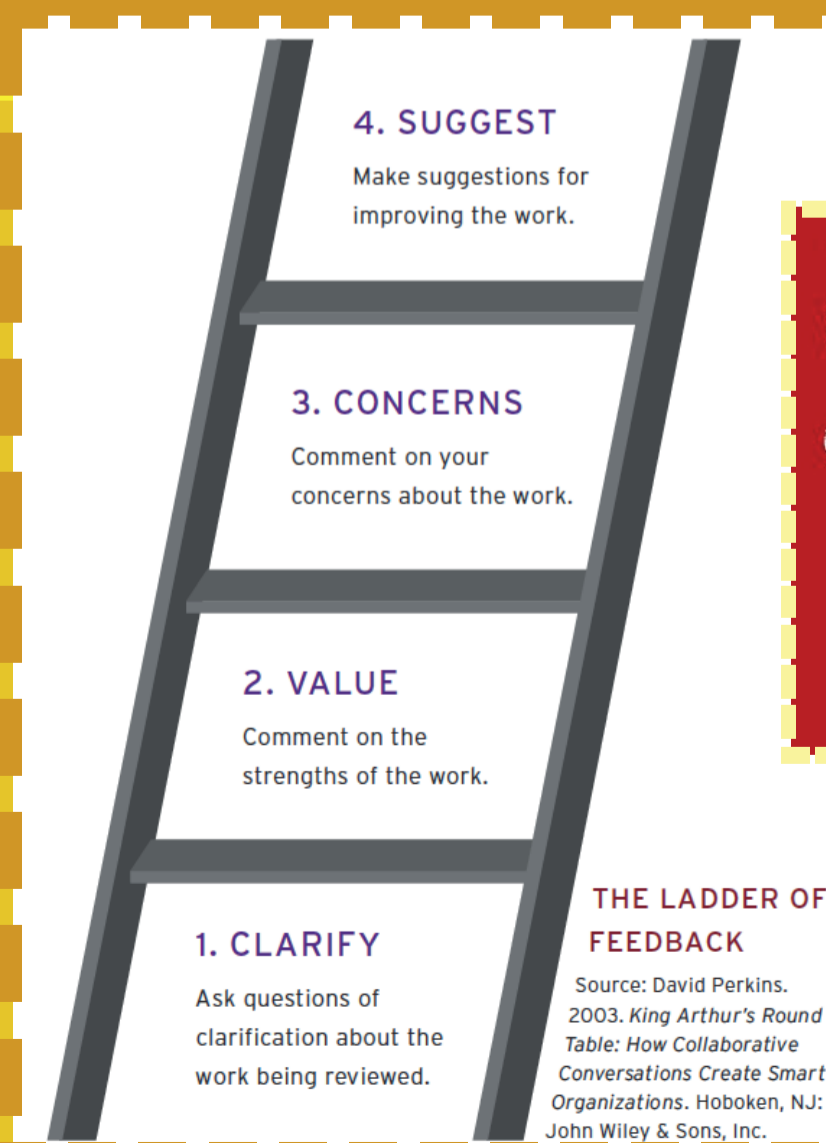 4. SUGGEST
Make suggestions for
improving the work.
3. CONCERNS
Comment on your
concerns about the work.
2. VALUE
Comment on the
strengths of the work.
1. CLARIFY
Ask questions of
clarification about the
work being reviewed.
THE LADDER OF
FEEDBACK
Source: David Perkins.
2003. King Arthur's Round
Table: How Collaborative
Conversations Create Smart
Organizations. Hoboken, NJ:
John Wiley & Sons, Inc.